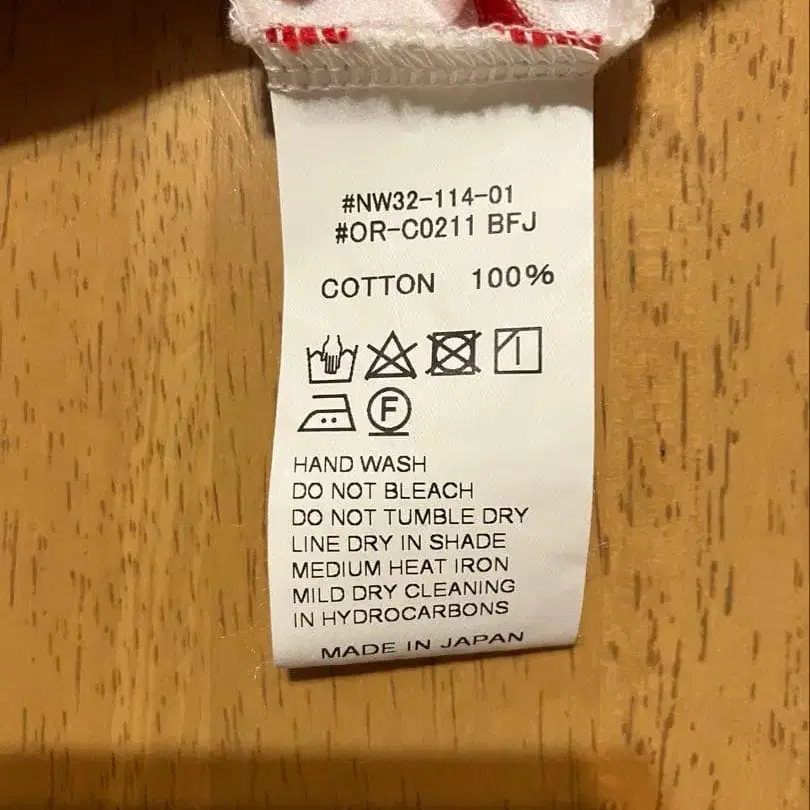 #NW32-114-01
#OR-C0211 BFJ
COTTON 100%
F
HAND WASH
DO NOT BLEACH
DO NOT TUMBLE DRY
LINE DRY IN SHADE
MEDIUM HEAT IRON
MILD DRY CLEANING
IN HYDROCARBONS
MADE IN JAPAN